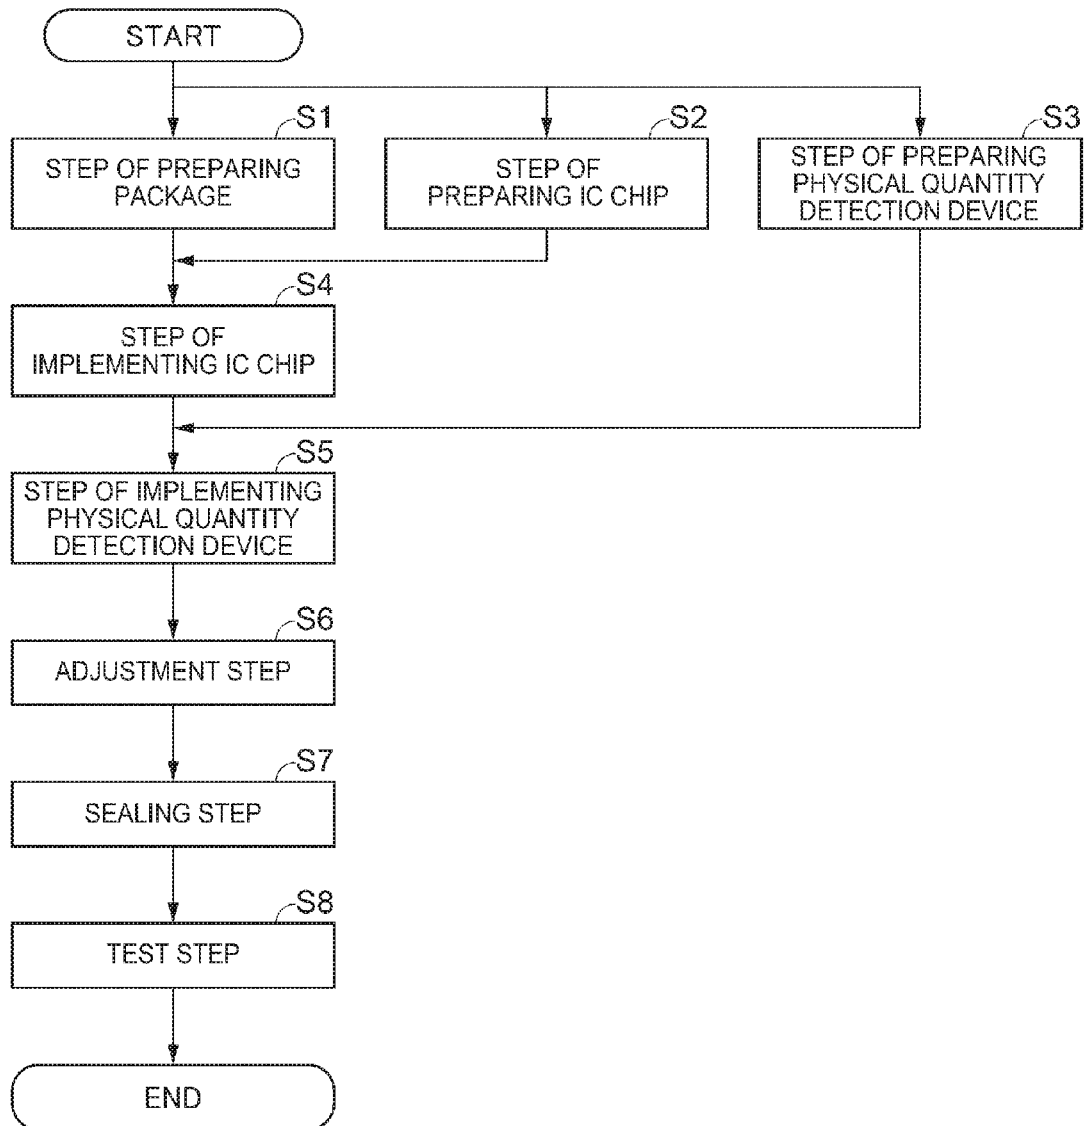 START
S1
STEP OF PREPARING
PACKAGE
S2
STEP OF
PREPARING IC CHIP
S3
STEP OF PREPARING
PHYSICAL QUANTITY
DETECTION DEVICE
S4
STEP OF
IMPLEMENTING IC CHIP
S5
STEP OF IMPLEMENTING
PHYSICAL QUANTITY
DETECTION DEVICE
S6
ADJUSTMENT STEP
S7
SEALING STEP
S8
TEST STEP
END